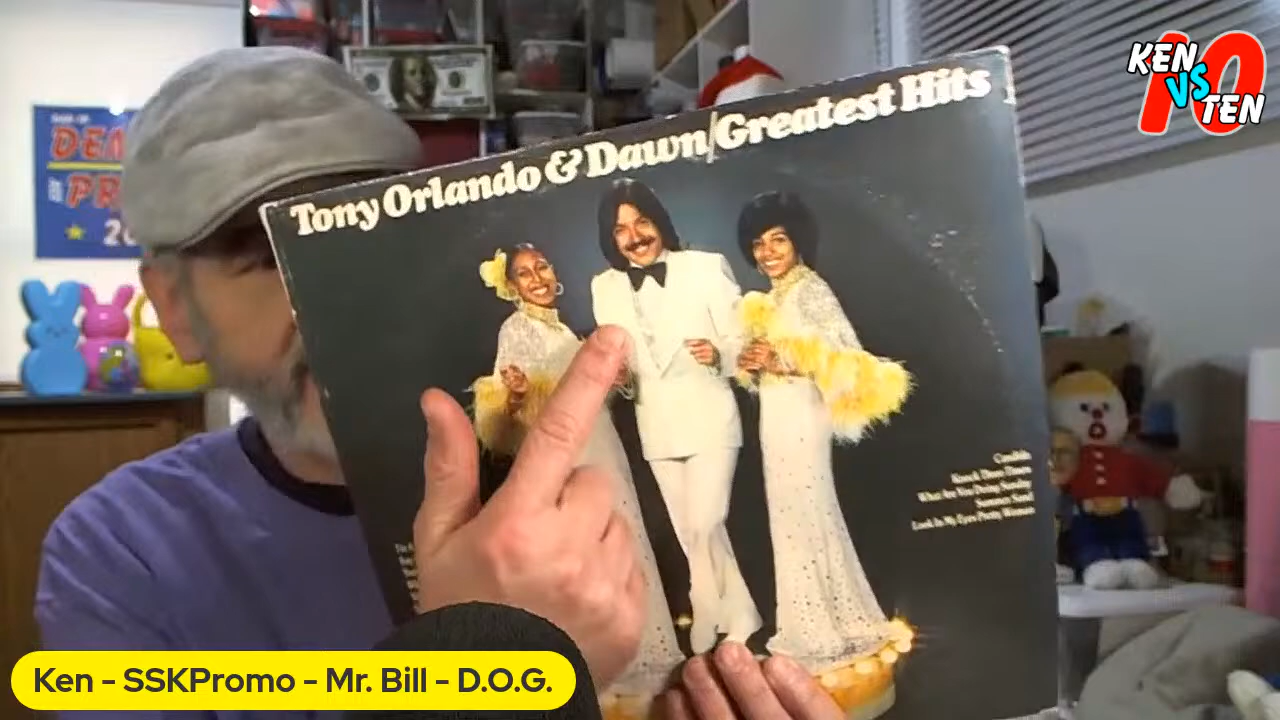 KEN
VS
TEN
10
Tony Orlando & Dawn/Greatest Hits
Candida
Knock Three Times
What Are You Doing Sunday
Summer Sand
Look In My Eyes Pretty Woman
Ken - SSKPromo - Mr. Bill - D.O.G.